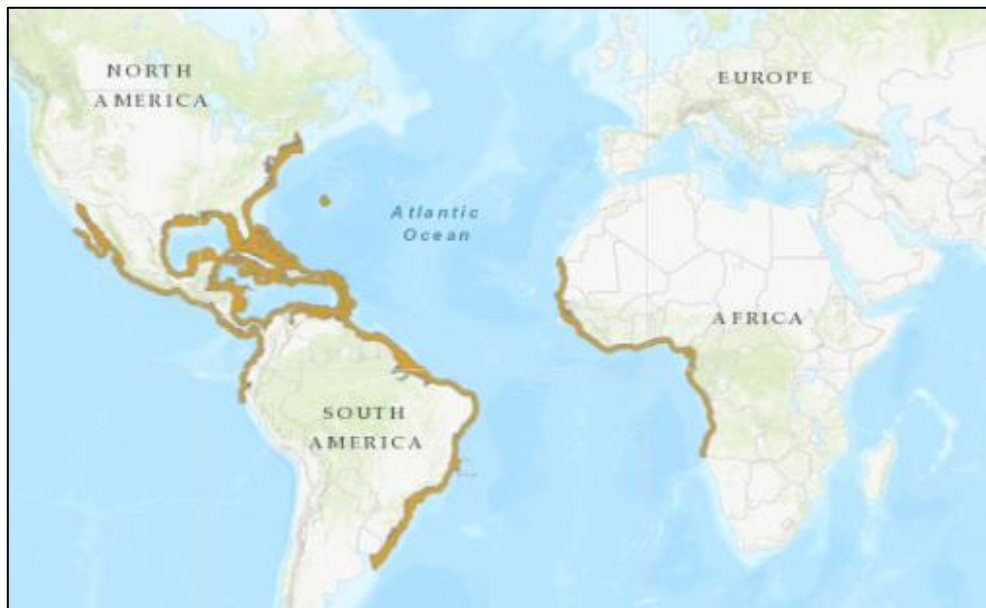 NORTH
AMERICA
EUROPE
Atlantic
Ocean
AFRICA
SOUTH
AMERICA